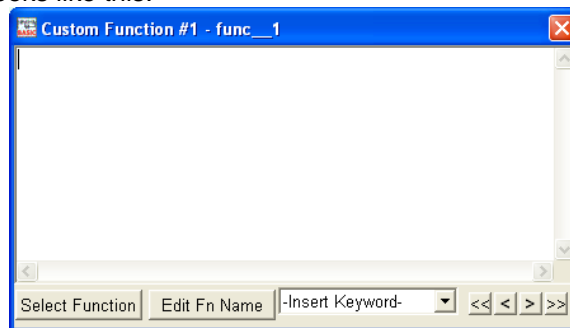 Custom Function #1 - func__1
Select Function Edit Fn Name -Insert Keyword- << < > >>